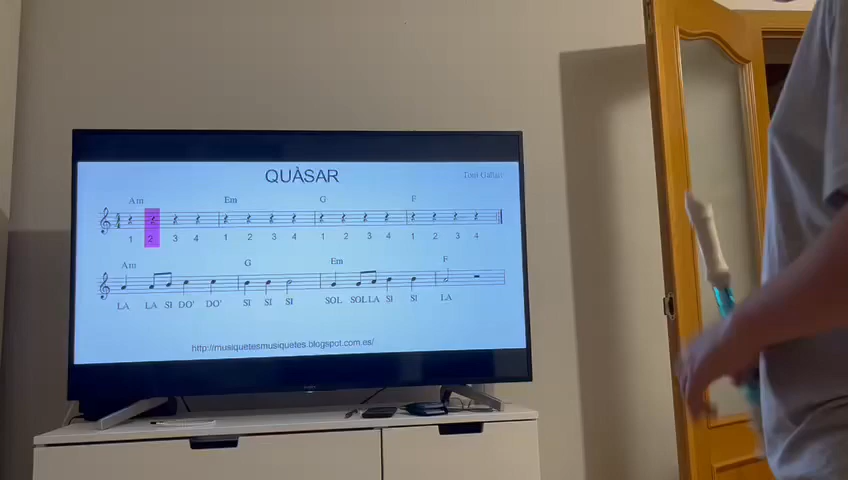 QUÀSAR
Toni Gallart
Am Em G F
1 2 3 4 1 2 3 4 1 2 3 4 1 2 3 4
Am G Em F
LA LA SI DO' DO' SI SI SI SOL SOL LA SI SI LA
http://musiquetesmusiquetes.blogspot.com.es/